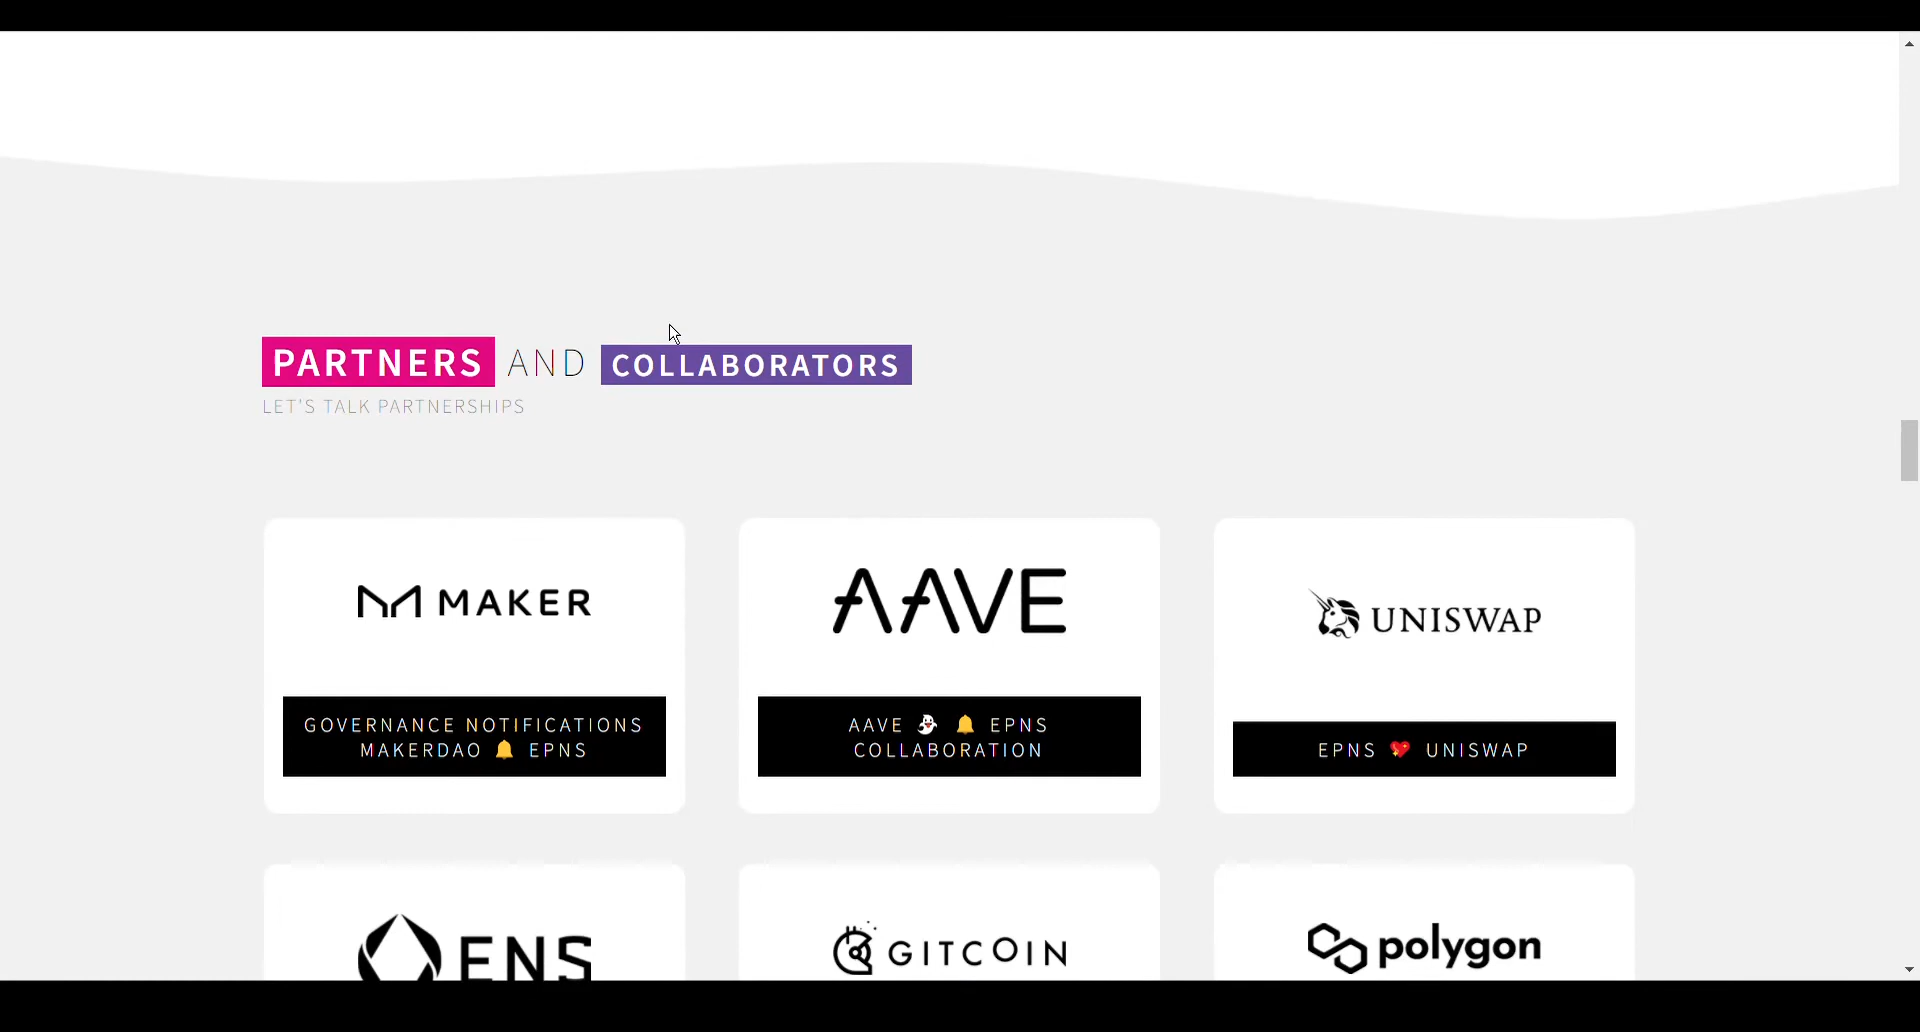 PARTNERS AND COLLABORATORS
LET'S TALK PARTNERSHIPS
MAKER
AAVE
UNISWAP
GOVERNANCE NOTIFICATIONS
MAKERDAO 🔔 EPNS
AAVE 👻 🔔 EPNS
COLLABORATION
EPNS 💖 UNISWAP
ENS
GITCOIN
polygon